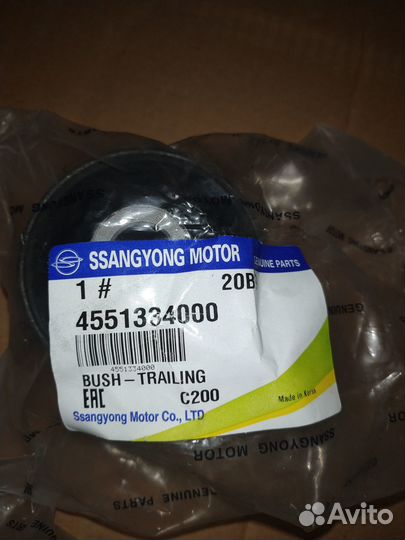 SSANGYONG MOTOR
GENUINE PARTS
1 # 20B
4551334000
4551334000
BUSH-TRAILING
EAC C200
Made in Korea
Ssangyong Motor Co., LTD
SSANGYONG MOTOR
GENUINE PARTS
Avito